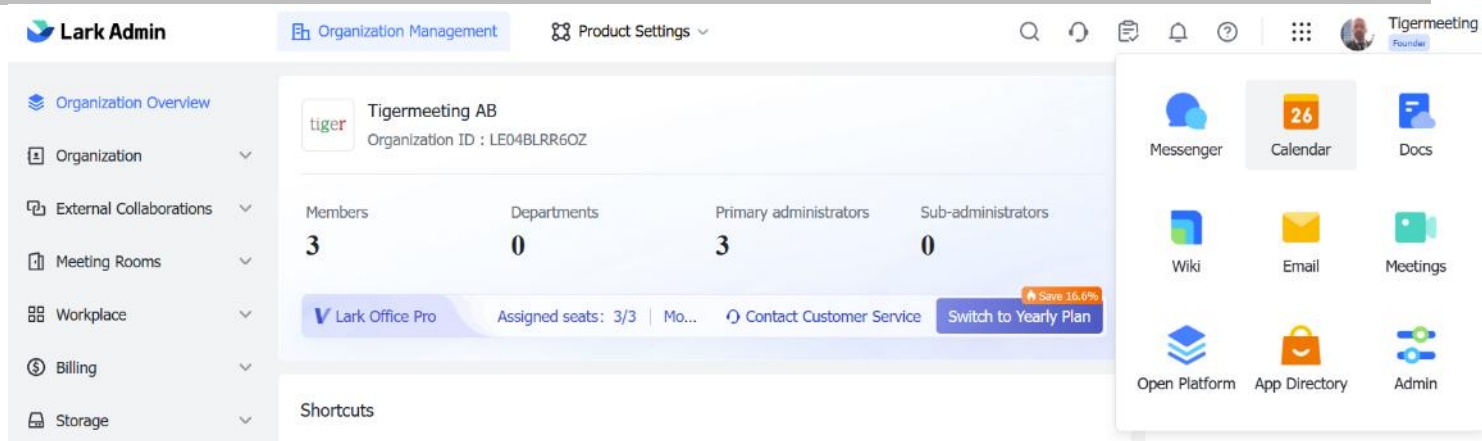 Lark Admin
Organization Management
Product Settings
Tigermeeting
Founder
Organization Overview
Organization
External Collaborations
Meeting Rooms
Workplace
Billing
Storage
tiger
Tigermeeting AB
Organization ID : LE04BLRR6OZ
Members
Departments
Primary administrators
Sub-administrators
3
0
3
0
Save 16.6%
Lark Office Pro
Assigned seats: 3/3 | Mo...
Contact Customer Service
Switch to Yearly Plan
Shortcuts
26
Messenger
Calendar
Docs
Wiki
Email
Meetings
Open Platform
App Directory
Admin